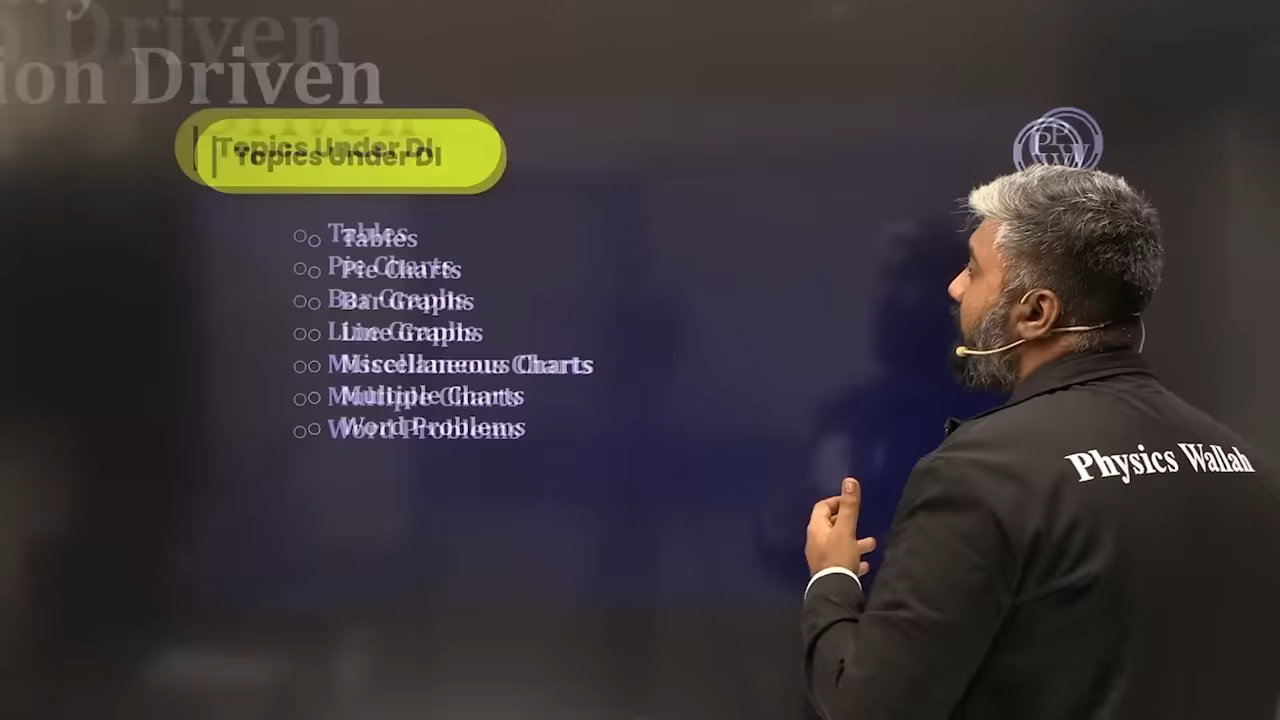 ion Driven
Topics Under DI
Tables
Pie Charts
Bar Graphs
Line Graphs
Miscellaneous Charts
Multiple Charts
Word Problems
PW
Physics Wallah